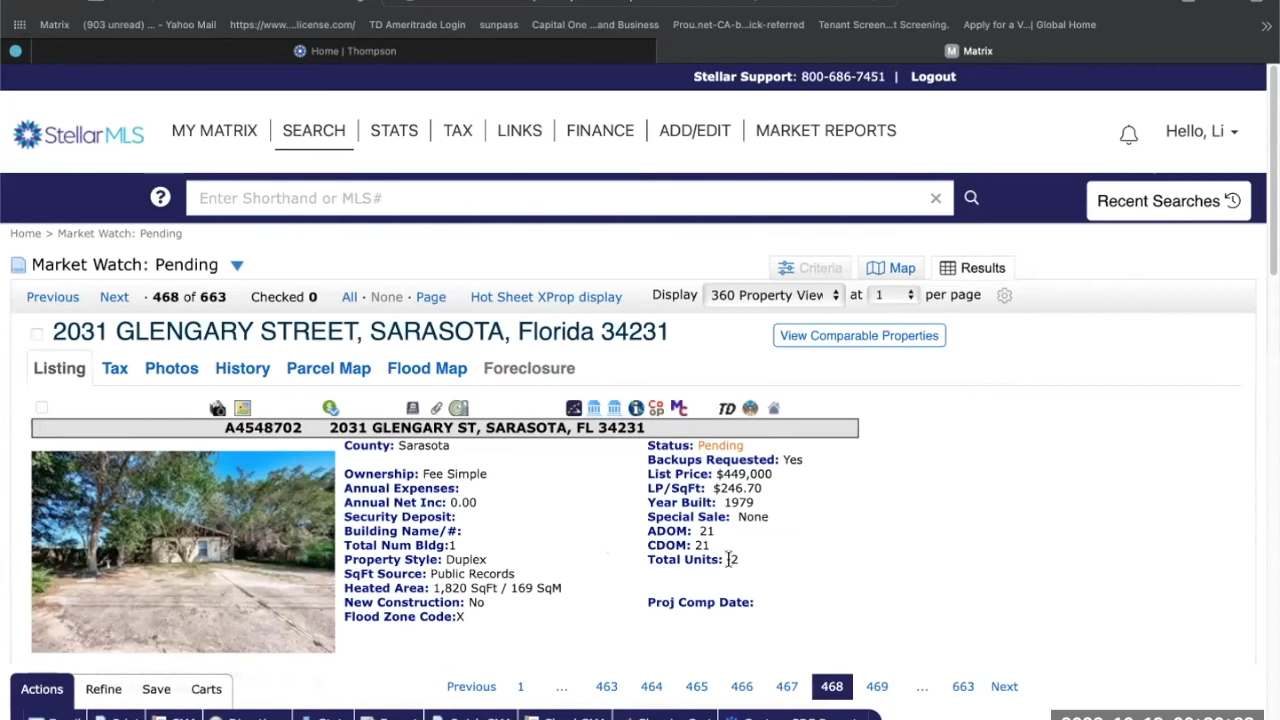 Matrix (903 unread) ... - Yahoo Mail https://www....license.com/ TD Ameritrade Login sunpass Capital One ...and Business Prou.net-CA-b...ick-referred Tenant Screen...t Screening. Apply for a V...| Global Home
Home | Thompson M Matrix
Stellar Support: 800-686-7451 | Logout
StellarMLS MY MATRIX SEARCH STATS TAX LINKS FINANCE ADD/EDIT MARKET REPORTS Hello, Li
? Enter Shorthand or MLS# Recent Searches
Home > Market Watch: Pending
Market Watch: Pending Criteria Map Results
Previous Next · 468 of 663 Checked 0 All · None · Page Hot Sheet XProp display Display 360 Property View at 1 per page
2031 GLENGARY STREET, SARASOTA, Florida 34231 View Comparable Properties
Listing Tax Photos History Parcel Map Flood Map Foreclosure
TD
A4548702 2031 GLENGARY ST, SARASOTA, FL 34231
County: Sarasota Status: Pending
Backups Requested: Yes
Ownership: Fee Simple List Price: $449,000
Annual Expenses: LP/SqFt: $246.70
Annual Net Inc: 0.00 Year Built: 1979
Security Deposit: Special Sale: None
Building Name/#: ADOM: 21
Total Num Bldg:1 CDOM: 21
Property Style: Duplex Total Units: 2
SqFt Source: Public Records
Heated Area: 1,820 SqFt / 169 SqM
New Construction: No Proj Comp Date:
Flood Zone Code:X
Actions Refine Save Carts Previous 1 ... 463 464 465 466 467 468 469 ... 663 Next